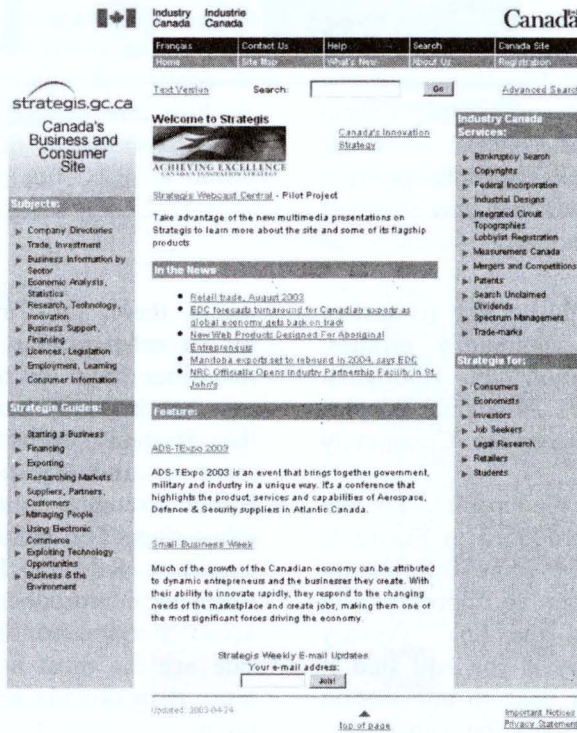 Industry Industrie
Canada Canada
Canada
Français Contact Us Help Search Canada Site
Home Site Map What's New About Us Registration
strategis.gc.ca
Canada's
Business and
Consumer
Site
Subjects:
Company Directories
Trade, Investment
Business Information by
Sector
Economic Analysis,
Statistics
Research, Technology,
Innovation
Business Support,
Financing
Licences, Legislation
Employment, Learning
Consumer Information
Strategis Guides:
Starting a Business
Financing
Exporting
Researching Markets
Suppliers, Partners,
Customers
Managing People
Using Electronic
Commerce
Exploiting Technology
Opportunities
Business & the
Environment
Text Version Search: Go Advanced Search
Welcome to Strategis
Canada's Innovation
Strategy
ACHIEVING EXCELLENCE
CANADA'S INNOVATION STRATEGY
Strategis Webcast Central - Pilot Project
Take advantage of the new multimedia presentations on
Strategis to learn more about the site and some of its flagship
products.
In the News
Retail trade, August 2003
EDC forecasts turnaround for Canadian exports as
global economy gets back on track
New Web Products Designed For Aboriginal
Entrepreneurs
Manitoba exports set to rebound in 2004, says EDC
NRC Officially Opens Industry Partnership Facility in St.
John's
Feature:
ADS-TExpo 2003
ADS-TExpo 2003 is an event that brings together government,
military and industry in a unique way. It's a conference that
highlights the product, services and capabilities of Aerospace,
Defence & Security suppliers in Atlantic Canada.
Small Business Week
Much of the growth of the Canadian economy can be attributed
to dynamic entrepreneurs and the businesses they create. With
their ability to innovate rapidly, they respond to the changing
needs of the marketplace and create jobs, making them one of
the most significant forces driving the economy.
Strategis Weekly E-mail Updates
Your e-mail address:
Join!
Industry Canada
Services:
Bankruptcy Search
Copyrights
Federal Incorporation
Industrial Designs
Integrated Circuit
Topographies
Lobbyist Registration
Measurement Canada
Mergers and Competitions
Patents
Search Unclaimed
Dividends
Spectrum Management
Trade-marks
Strategis for:
Consumers
Economists
Investors
Job Seekers
Legal Research
Retailers
Students
Updated: 2003-04-24
top of page
Important Notices
Privacy Statement